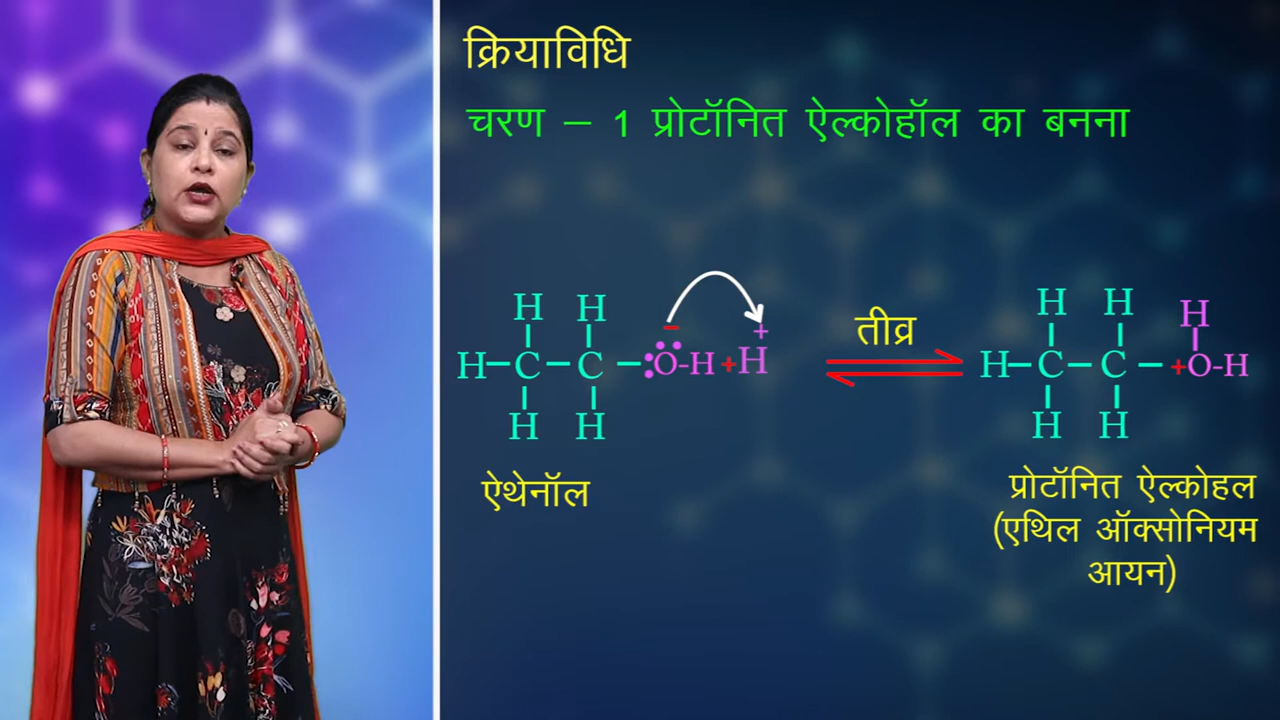 क्रियाविधि
चरण – 1 प्रोटॉनित ऐल्कोहॉल का बनना
H H H H H
H–C–C–:Ö-H +H⁺ तीव्र H–C–C–+O-H
H H H H
ऐथेनॉल
प्रोटॉनित ऐल्कोहल
(एथिल ऑक्सोनियम
आयन)